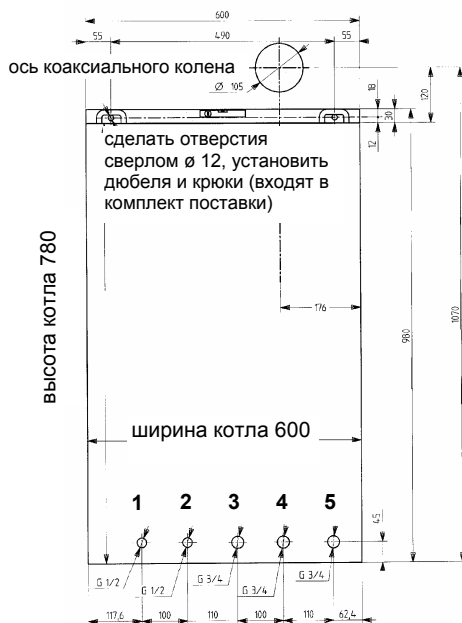 600
55 490 55
ось коаксиального колена
Ø 105
18
120
30
12
сделать отверстия
сверлом ø 12, установить
дюбеля и крюки (входят в
комплект поставки)
высота котла 780
176
980
1070
ширина котла 600
1 2 3 4 5
45
G 1/2 G 1/2 G 3/4 G 3/4 G 3/4
117,6 100 110 100 110 62,4